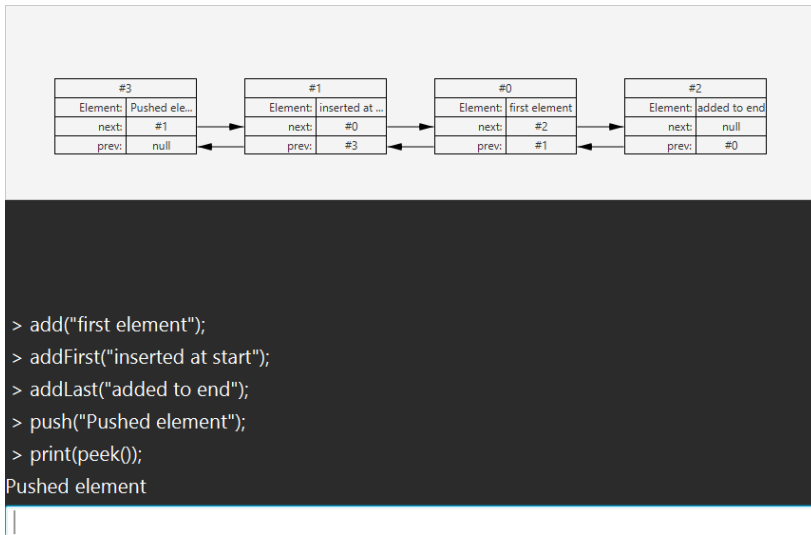 #3 #1 #0 #2
Element: Pushed ele... Element: inserted at ... Element: first element Element: added to end
next: #1 next: #0 next: #2 next: null
prev: null prev: #3 prev: #1 prev: #0
> add("first element");
> addFirst("inserted at start");
> addLast("added to end");
> push("Pushed element");
> print(peek());
Pushed element